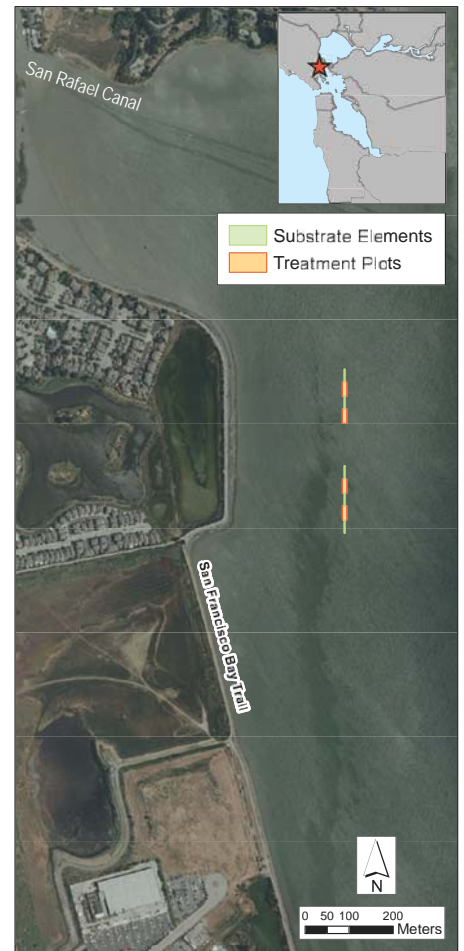 San Rafael Canal
Substrate Elements
Treatment Plots
San Francisco Bay Trail
N
0 50 100 200
Meters